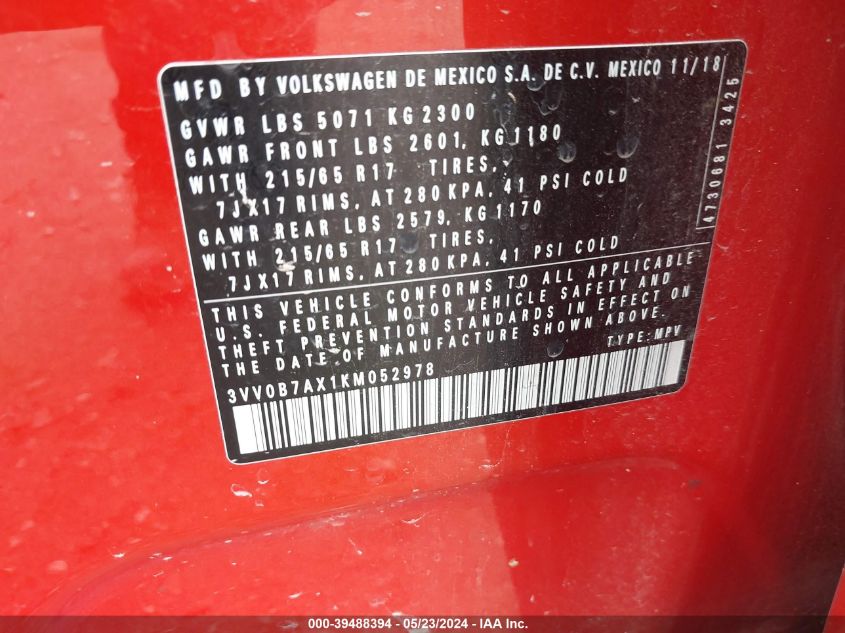 MFD BY VOLKSWAGEN DE MEXICO S.A. DE C.V. MEXICO 11/18
GVWR LBS 5071 KG 2300
GAWR FRONT LBS 2601, KG 1180
WITH 215/65 R17 TIRES,
7JX17 RIMS, AT 280 KPA, 41 PSI COLD
GAWR REAR LBS 2579, KG 1170
WITH 215/65 R17 TIRES,
7JX17 RIMS, AT 280 KPA, 41 PSI COLD
THIS VEHICLE CONFORMS TO ALL APPLICABLE
U.S. FEDERAL MOTOR VEHICLE SAFETY AND
THEFT PREVENTION STANDARDS IN EFFECT ON
THE DATE OF MANUFACTURE SHOWN ABOVE.
TYPE: MPV
3VV0B7AX1KM052978
4730681 3425
000-39488394 - 05/23/2024 - IAA Inc.